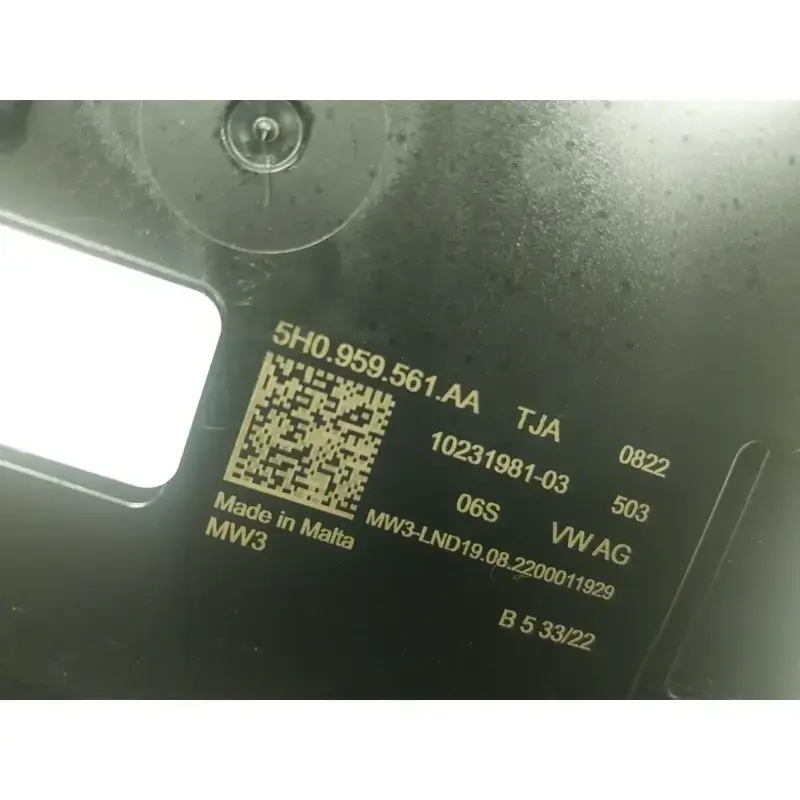 5H0.959.561.AA TJA 0822
10231981-03 503
06S VW AG
MW3-LND19.08.2200011929
Made in Malta
MW3
B 5 33/22